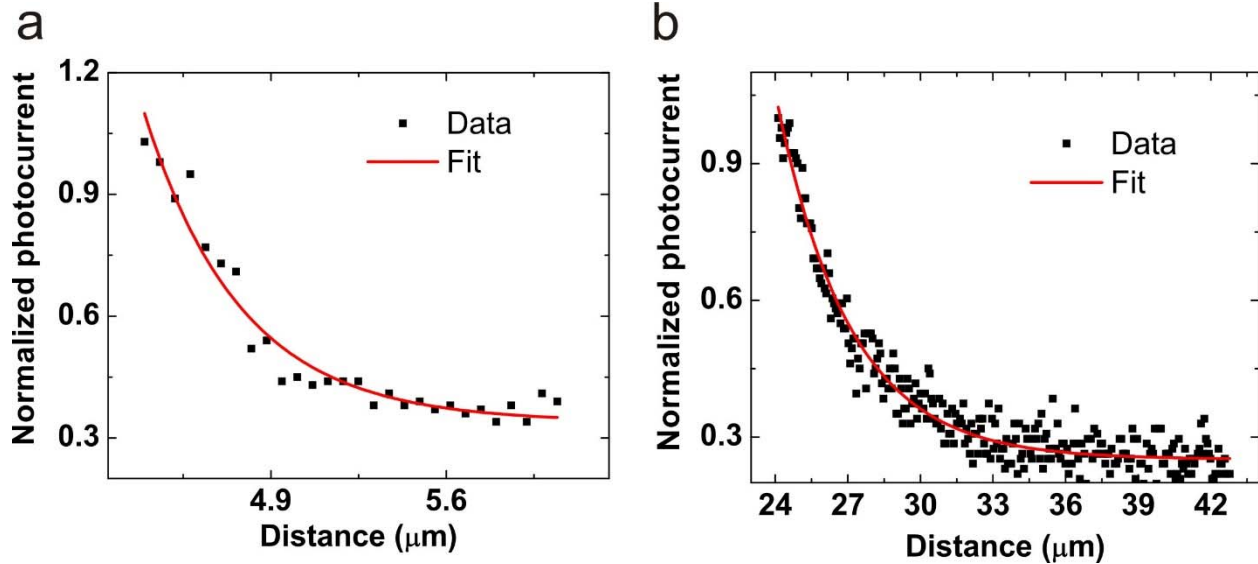 a
Normalized photocurrent
1.2
0.9
0.6
0.3
Data
Fit
4.9 5.6
Distance (μm)
b
Normalized photocurrent
0.9
0.6
0.3
Data
Fit
24 27 30 33 36 39 42
Distance (μm)